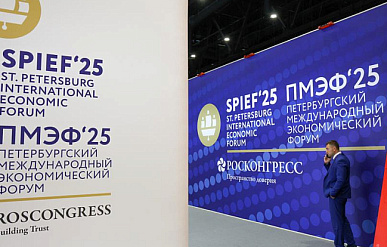 SPIEF‘25
ST. PETERSBURG
INTERNATIONAL
ECONOMIC
FORUM
ПМЭФ‘25
ПЕТЕРБУРГСКИЙ
МЕЖДУНАРОДНЫЙ
ЭКОНОМИЧЕСКИЙ
ФОРУМ
ROSCONGRESS
Building Trust
SPIEF‘25
ST. PETERSBURG
INTERNATIONAL
ECONOMIC
FORUM
ПМЭФ‘25
ПЕТЕРБУРГСКИЙ
МЕЖДУНАРОДНЫЙ
ЭКОНОМИЧЕСКИЙ
ФОРУМ
РОСКОНГРЕСС
Пространство доверия